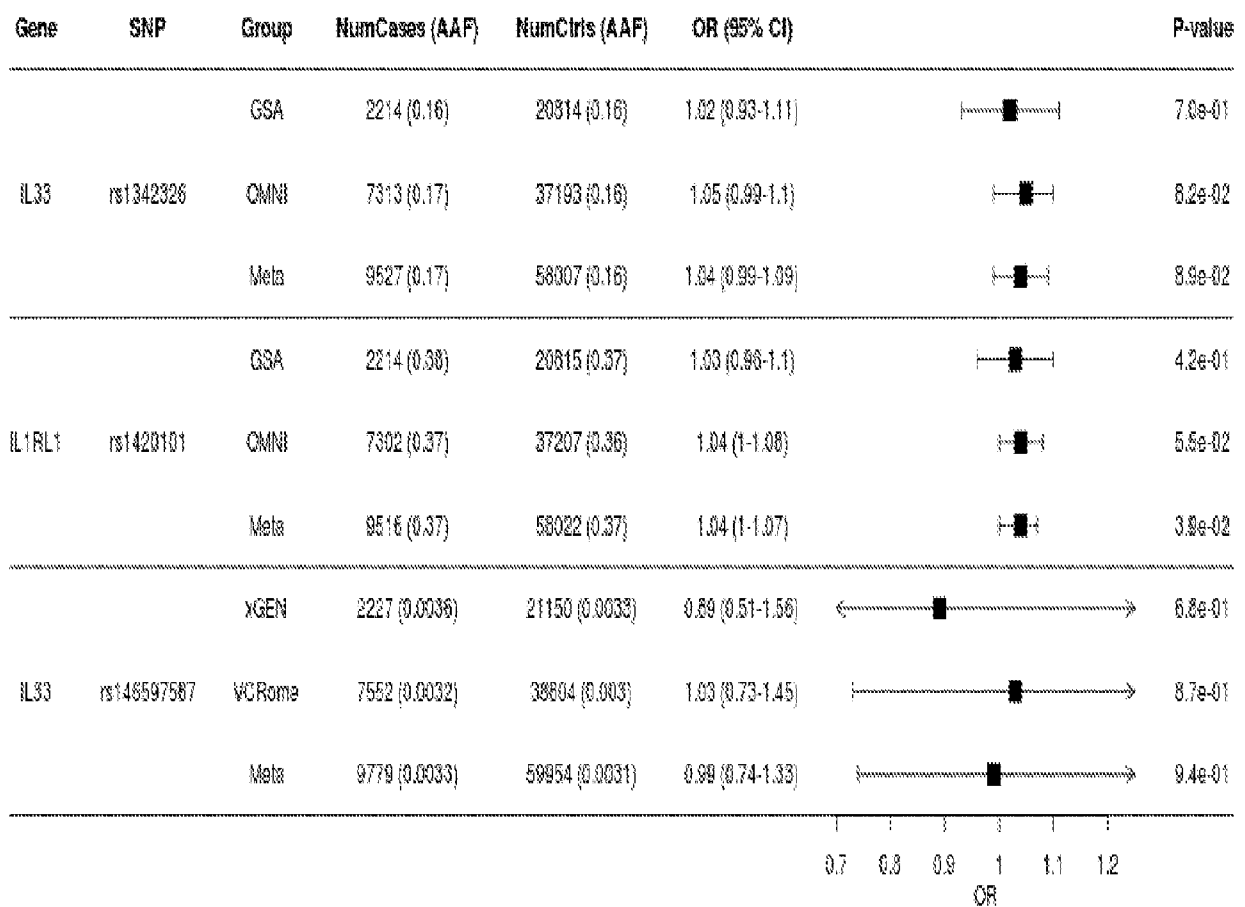 Gene SNP Group NumCases (AAF) NumCtrls (AAF) OR (95% CI) P-value
GSA 2214 (0.16) 20814 (0.16) 1.02 (0.93-1.11) 7.0e-01
IL33 rs1342326 OMNI 7313 (0.17) 37193 (0.16) 1.05 (0.99-1.1) 8.2e-02
Meta 9527 (0.17) 58007 (0.16) 1.04 (0.99-1.09) 8.9e-02
GSA 2214 (0.38) 20815 (0.37) 1.03 (0.96-1.1) 4.2e-01
IL1RL1 rs1420101 OMNI 7302 (0.37) 37207 (0.36) 1.04 (1-1.08) 5.5e-02
Meta 9516 (0.37) 58022 (0.37) 1.04 (1-1.07) 3.9e-02
xGEN 2227 (0.0036) 21150 (0.0033) 0.89 (0.51-1.56) 6.8e-01
IL33 rs146597587 VCRome 7552 (0.0032) 38804 (0.003) 1.03 (0.73-1.45) 8.7e-01
Meta 9779 (0.0033) 59954 (0.0031) 0.99 (0.74-1.33) 9.4e-01
0.7 0.8 0.9 1 1.1 1.2
OR